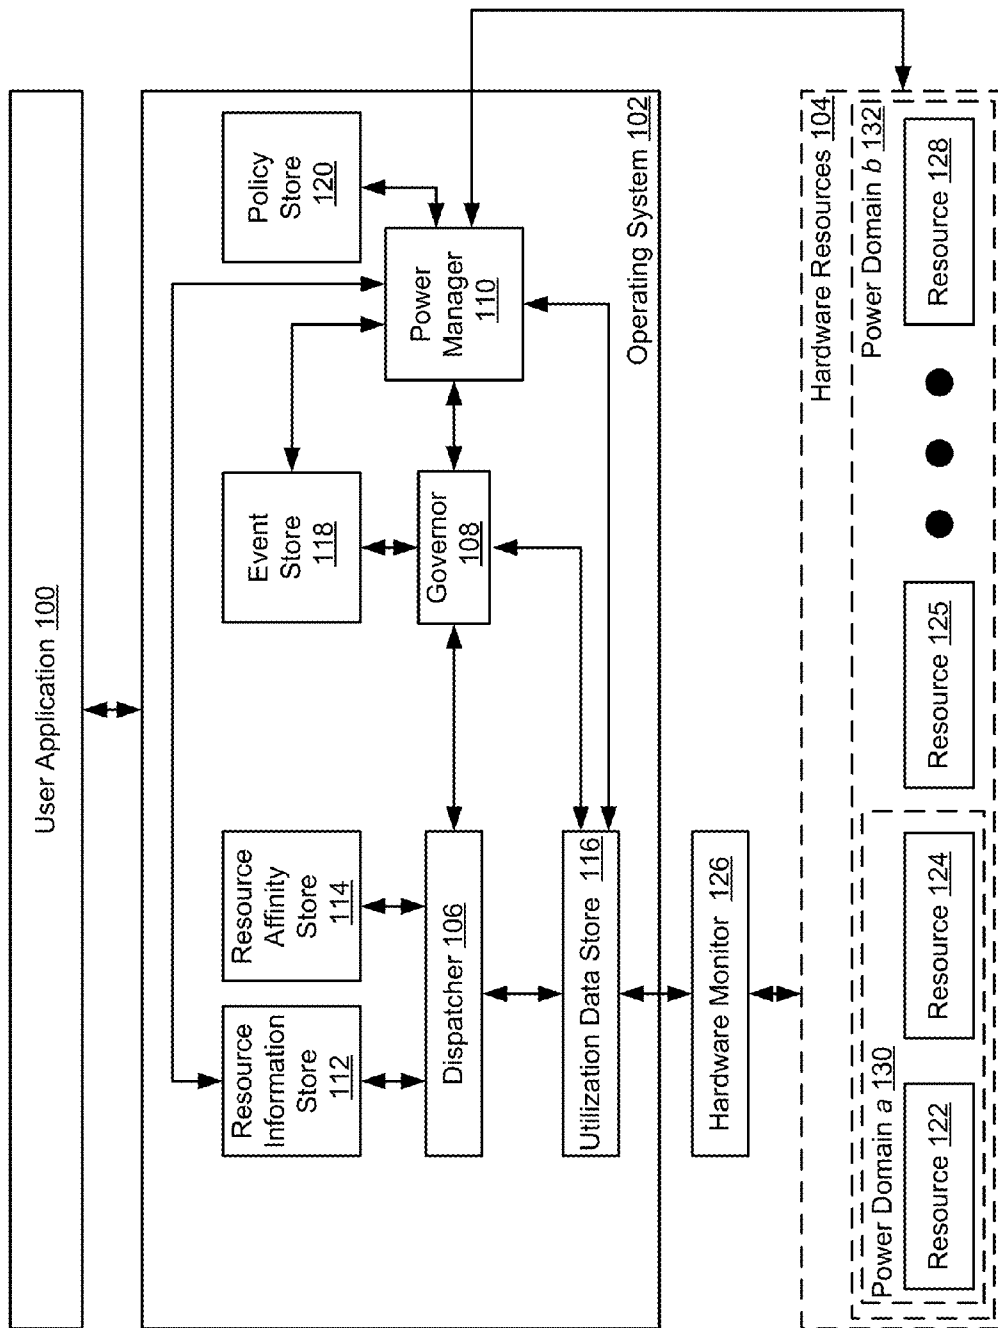 User Application 100
Operating System 102
Resource
Information
Store
112
Resource
Affinity
Store
114
Event
Store
118
Policy
Store
120
Dispatcher 106
Governor
108
Power
Manager
110
Utilization Data Store 116
Hardware Monitor 126
Hardware Resources 104
Power Domain b 132
Power Domain a 130
Resource 122
Resource 124
Resource 125
Resource 128